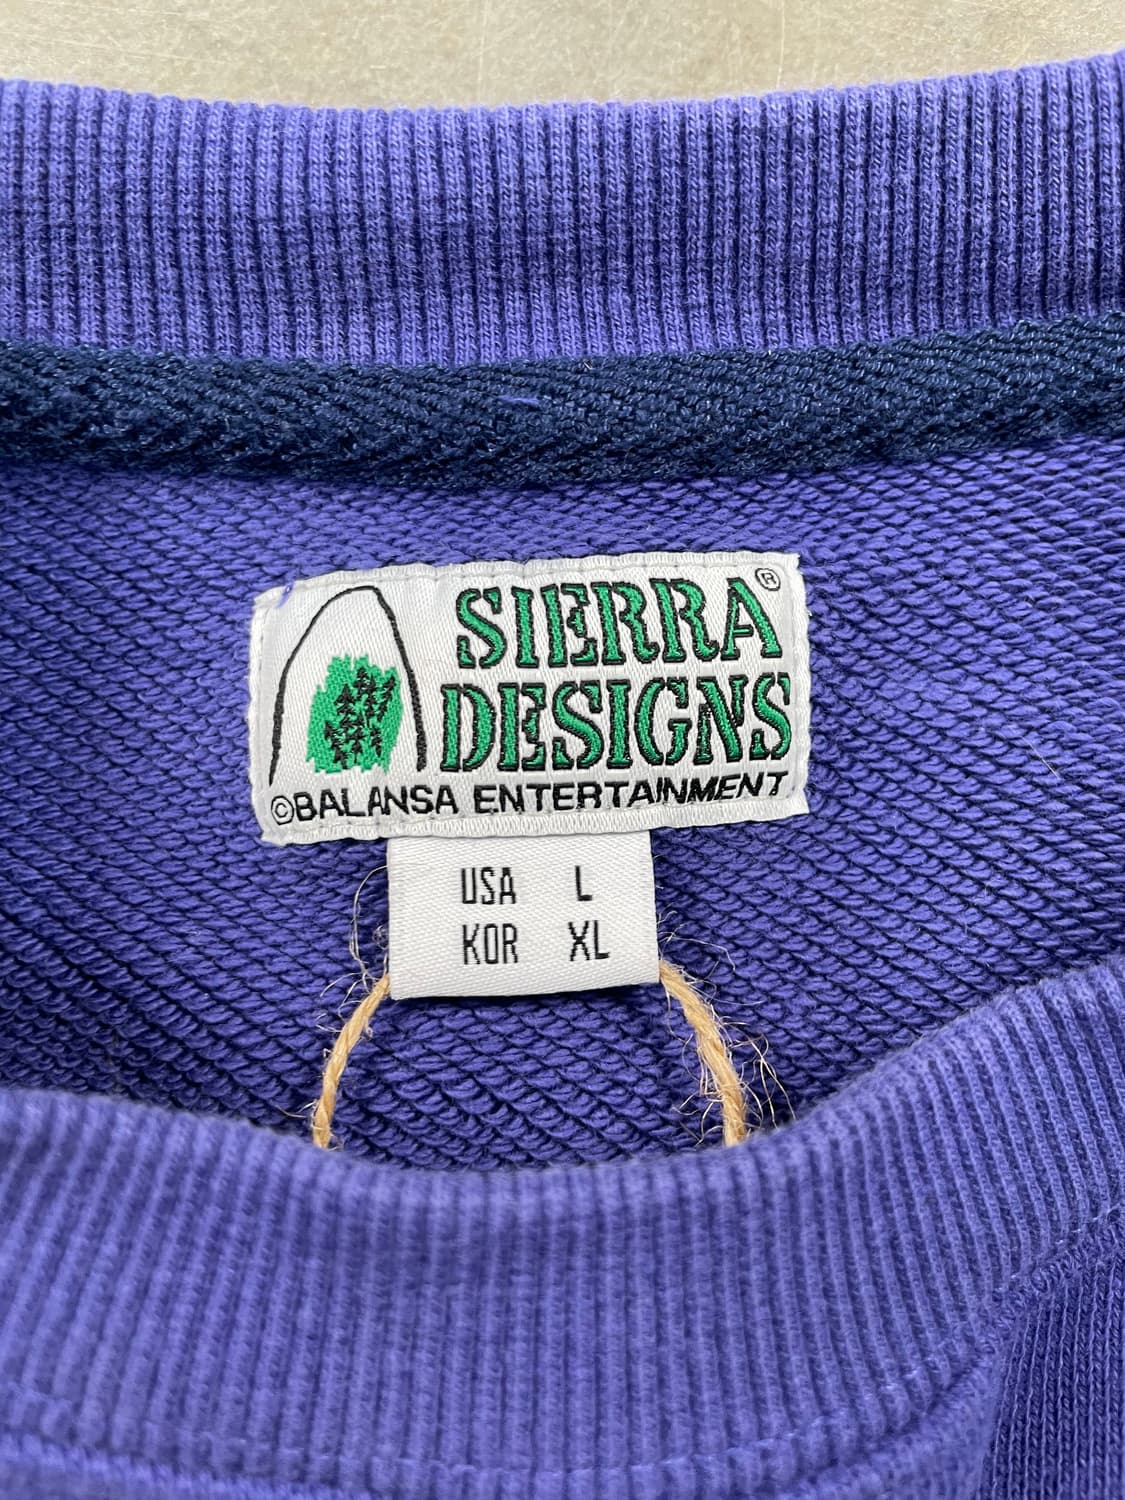 SIERRA®
DESIGNS
©BALANSA ENTERTAINMENT
USA L
KOR XL